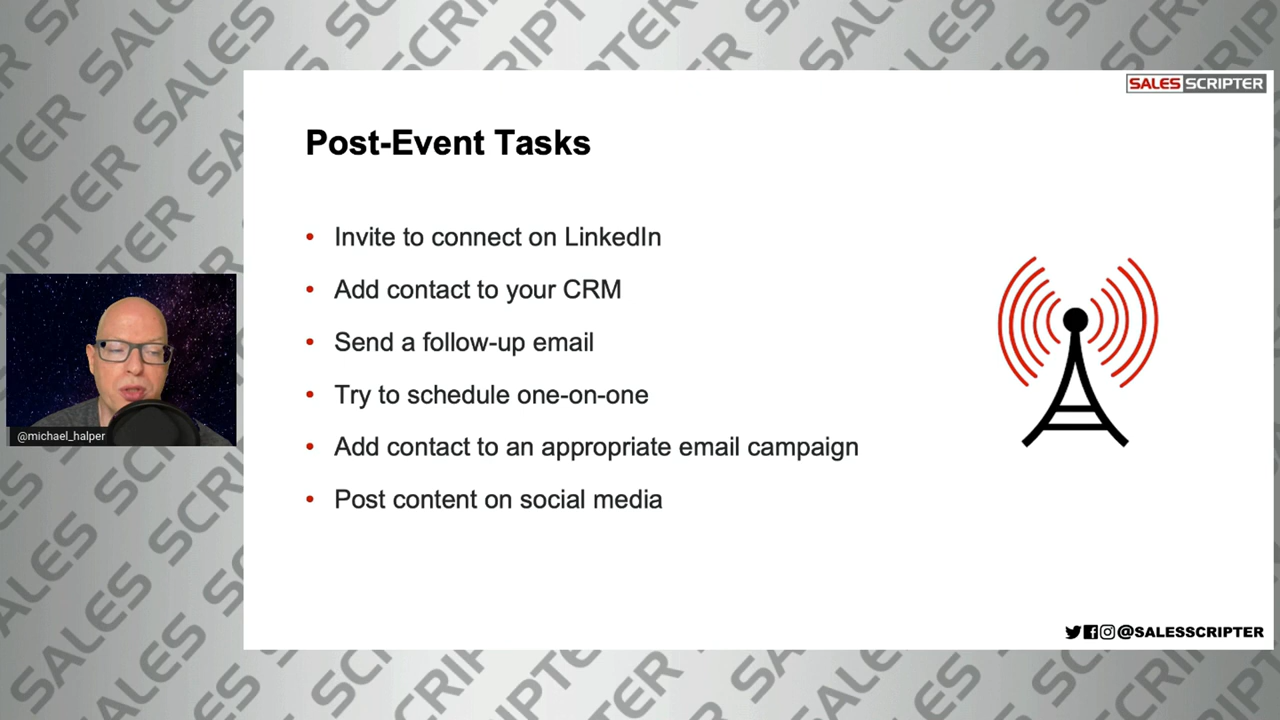 SALES SCRIPTER
Post-Event Tasks
• Invite to connect on LinkedIn
• Add contact to your CRM
• Send a follow-up email
• Try to schedule one-on-one
• Add contact to an appropriate email campaign
• Post content on social media
@michael_halper
@SALESSCRIPTER